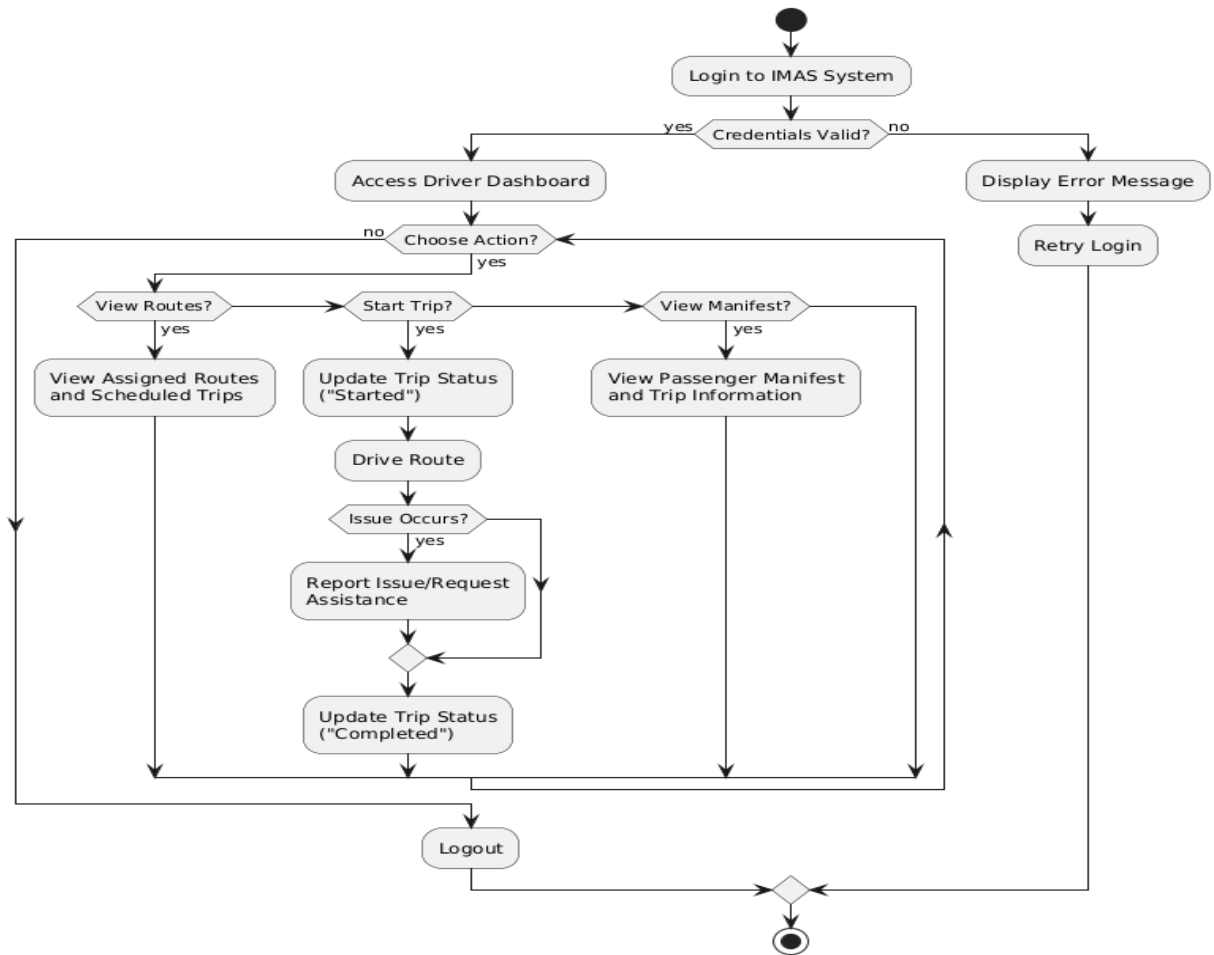 Login to IMAS System
yes
Credentials Valid?
no
Access Driver Dashboard
Display Error Message
no
Choose Action?
yes
Retry Login
View Routes?
Start Trip?
View Manifest?
yes
yes
yes
View Assigned Routes
and Scheduled Trips
Update Trip Status
("Started")
View Passenger Manifest
and Trip Information
Drive Route
Issue Occurs?
yes
Report Issue/Request
Assistance
Update Trip Status
("Completed")
Logout